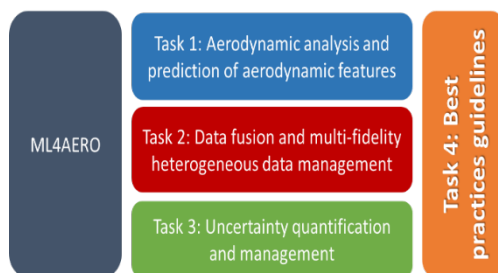 ML4AERO
Task 1: Aerodynamic analysis and
prediction of aerodynamic features
Task 2: Data fusion and multi-fidelity
heterogeneous data management
Task 3: Uncertainty quantification
and management
Task 4: Best
practices guidelines